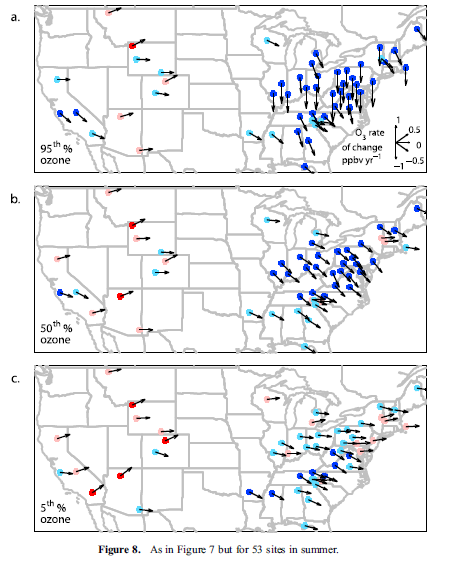 a.
95th %
ozone
O3 rate
of change
ppbv yr−1
1
0.5
0
−0.5
−1
b.
50th %
ozone
c.
5th %
ozone
Figure 8. As in Figure 7 but for 53 sites in summer.